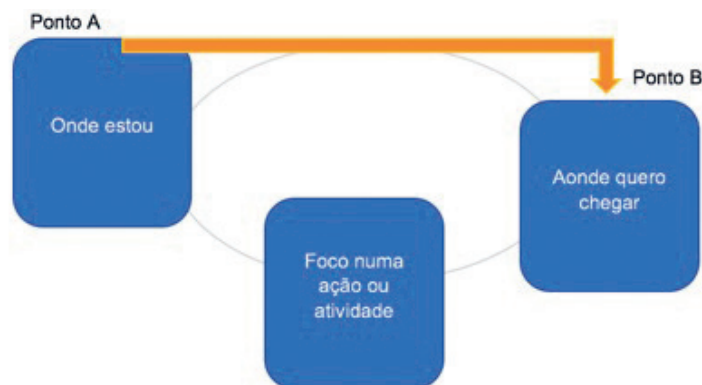 Ponto A
Onde estou
Ponto B
Aonde quero
chegar
Foco numa
ação ou
atividade